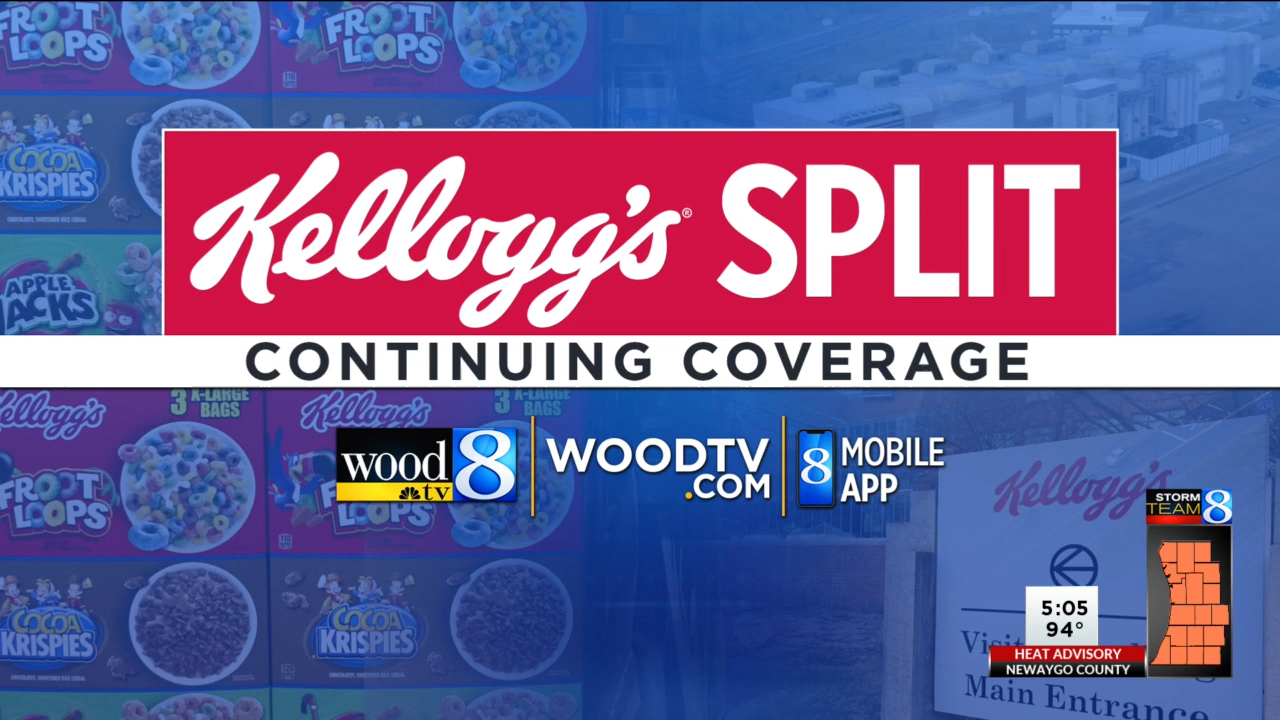 FROOT
LOOPS
FROOT
LOOPS
COCOA
KRISPIES
APPLE
JACKS
Kellogg's® SPLIT
CONTINUING COVERAGE
Kellogg's
3 X-LARGE
BAGS
Kellogg's
3 X-LARGE
BAGS
wood
tv
8
WOODTV
.COM
8
MOBILE
APP
FROOT
LOOPS
FROOT
LOOPS
COCOA
KRISPIES
COCOA
KRISPIES
Kellogg's
STORM
TEAM 8
5:05
94°
HEAT ADVISORY
NEWAYGO COUNTY
Main Entrance